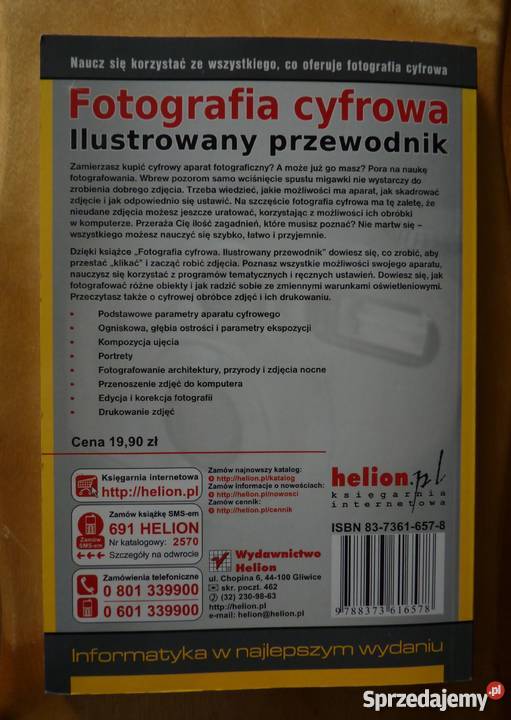 Naucz się korzystać ze wszystkiego, co oferuje fotografia cyfrowa
Fotografia cyfrowa
Ilustrowany przewodnik
Zamierzasz kupić cyfrowy aparat fotograficzny? A może już go masz? Pora na naukę
fotografowania. Wbrew pozorom samo wciśnięcie spustu migawki nie wystarczy do
zrobienia dobrego zdjęcia. Trzeba wiedzieć, jakie możliwości ma aparat, jak skadrować
zdjęcie i jak odpowiednio się ustawić. Na szczęście fotografia cyfrowa ma tę zaletę, że
nieudane zdjęcia możesz jeszcze uratować, korzystając z możliwości ich obróbki
w komputerze. Przeraża Cię ilość zagadnień, które musisz poznać? Nie martw się –
wszystkiego możesz nauczyć się szybko, łatwo i przyjemnie.
Dzięki książce „Fotografia cyfrowa. Ilustrowany przewodnik” dowiesz się, co zrobić, aby
przestać „klikać” i zacząć robić zdjęcia. Poznasz wszystkie możliwości swojego aparatu,
nauczysz się korzystać z programów tematycznych i ręcznych ustawień. Dowiesz się, jak
fotografować różne obiekty i jak radzić sobie ze zmiennymi warunkami oświetleniowymi.
Przeczytasz także o cyfrowej obróbce zdjęć i ich drukowaniu.
• Podstawowe parametry aparatu cyfrowego
• Ogniskowa, głębia ostrości i parametry ekspozycji
• Kompozycja ujęcia
• Portrety
• Fotografowanie architektury, przyrody i zdjęcia nocne
• Przenoszenie zdjęć do komputera
• Edycja i korekcja fotografii
• Drukowanie zdjęć
Cena 19,90 zł
Księgarnia internetowa
http://helion.pl
Zamów najnowszy katalog:
http://helion.pl/katalog
Zamów informacje o nowościach:
http://helion.pl/nowosci
Zamów cennik:
http://helion.pl/cennik
helion.pl
księgarnia
internetowa
Zamów książkę SMS-em
691 HELION
Nr katalogowy: 2570
Szczegóły na odwrocie
Zamów
SMS-em
Zamówienia telefoniczne
0 801 339900
0 601 339900
Wydawnictwo
Helion
ul. Chopina 6, 44-100 Gliwice
skr. poczt. 462
(32) 230-98-63
http://helion.pl
e-mail: helion@helion.pl
ISBN 83-7361-657-8
9 788373 616578
Informatyka w najlepszym wydaniu
Sprzedajemy.pl